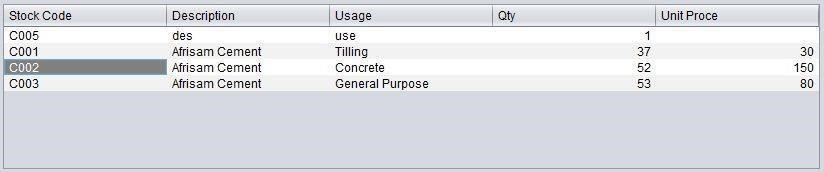 Stock Code Description Usage Qty Unit Proce
C005 des use 1
C001 Afrisam Cement Tilling 37 30
C002 Afrisam Cement Concrete 52 150
C003 Afrisam Cement General Purpose 53 80